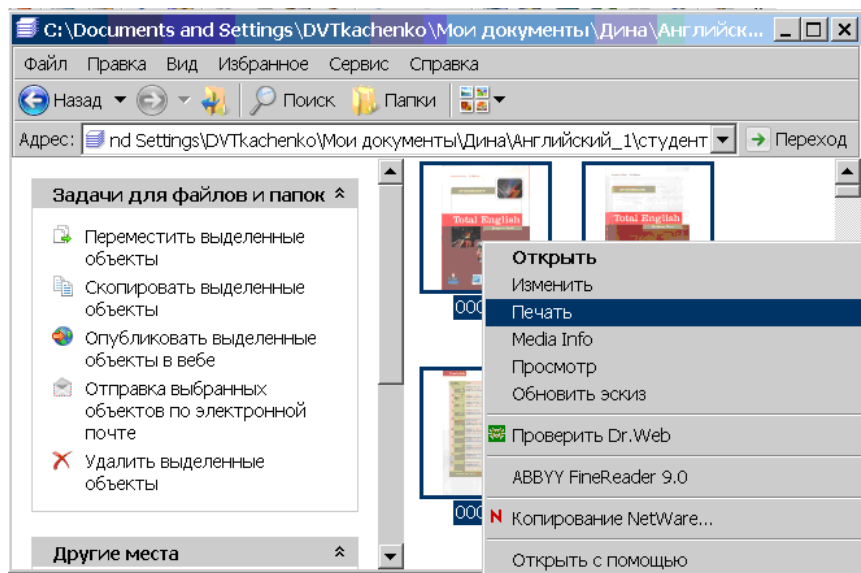 C:\Documents and Settings\DVTkachenko\Мои документы\Дина\Английск...
Файл Правка Вид Избранное Сервис Справка
Назад Поиск Папки
Адрес: nd Settings\DVTkachenko\Мои документы\Дина\Английский_1\студент Переход
Задачи для файлов и папок
Переместить выделенные
объекты
Скопировать выделенные
объекты
Опубликовать выделенные
объекты в вебе
Отправка выбранных
объектов по электронной
почте
Удалить выделенные
объекты
Другие места
Total English
Total English
000
000
Открыть
Изменить
Печать
Media Info
Просмотр
Обновить эскиз
Проверить Dr.Web
ABBYY FineReader 9.0
Копирование NetWare...
Открыть с помощью